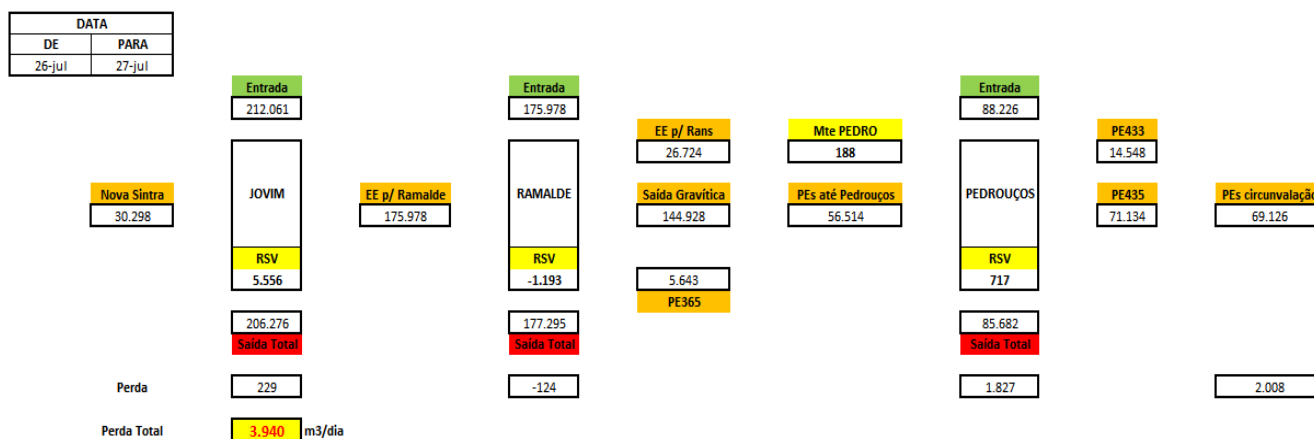 DATA
DE PARA
26-jul 27-jul
Entrada Entrada Entrada
212.061 175.978 88.226
EE p/ Rans Mte PEDRO PE433
26.724 188 14.548
Nova Sintra JOVIM EE p/ Ramalde RAMALDE Saída Gravítica PEs até Pedrouços PEDROUÇOS PE435 PEs circunvalação
30.298 175.978 144.928 56.514 71.134 69.126
RSV RSV RSV
5.556 -1.193 5.643 717
PE365
206.276 177.295 85.682
Saída Total Saída Total Saída Total
Perda 229 -124 1.827 2.008
Perda Total 3.940 m3/dia